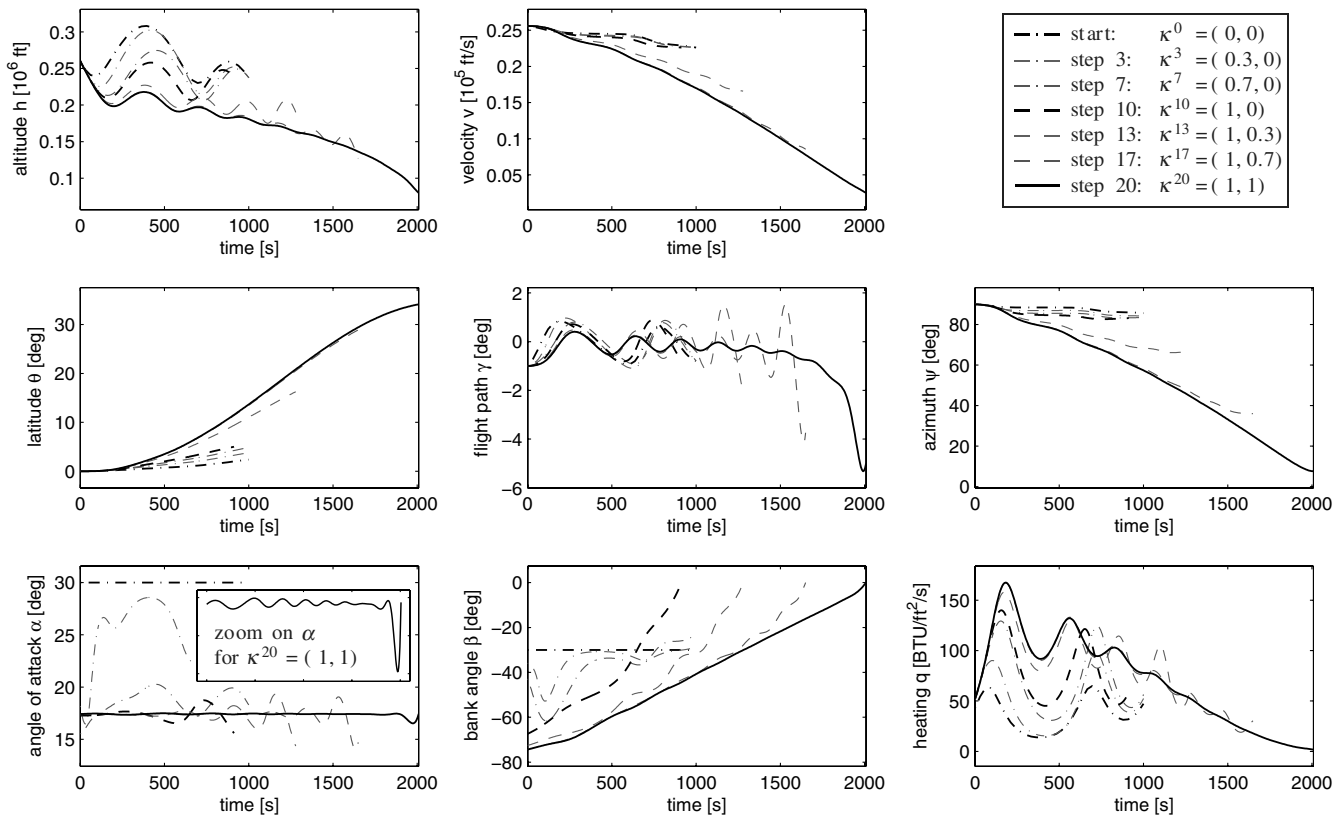 altitude h [10^6 ft]
0.3
0.25
0.2
0.15
0.1
0 500 1000 1500 2000
time [s]
velocity v [10^5 ft/s]
0.25
0.2
0.15
0.1
0.05
0 500 1000 1500 2000
time [s]
start: κ^0 = ( 0, 0)
step 3: κ^3 = ( 0.3, 0)
step 7: κ^7 = ( 0.7, 0)
step 10: κ^10 = ( 1, 0)
step 13: κ^13 = ( 1, 0.3)
step 17: κ^17 = ( 1, 0.7)
step 20: κ^20 = ( 1, 1)
latitude θ [deg]
30
20
10
0
0 500 1000 1500 2000
time [s]
flight path γ [deg]
2
0
−2
−4
−6
0 500 1000 1500 2000
time [s]
azimuth ψ [deg]
80
60
40
20
0
0 500 1000 1500 2000
time [s]
angle of attack α [deg]
30
25
20
15
zoom on α
for κ^20 = ( 1, 1)
0 500 1000 1500 2000
time [s]
bank angle β [deg]
0
−20
−40
−60
−80
0 500 1000 1500 2000
time [s]
heating q [BTU/ft^2/s]
150
100
50
0
0 500 1000 1500 2000
time [s]